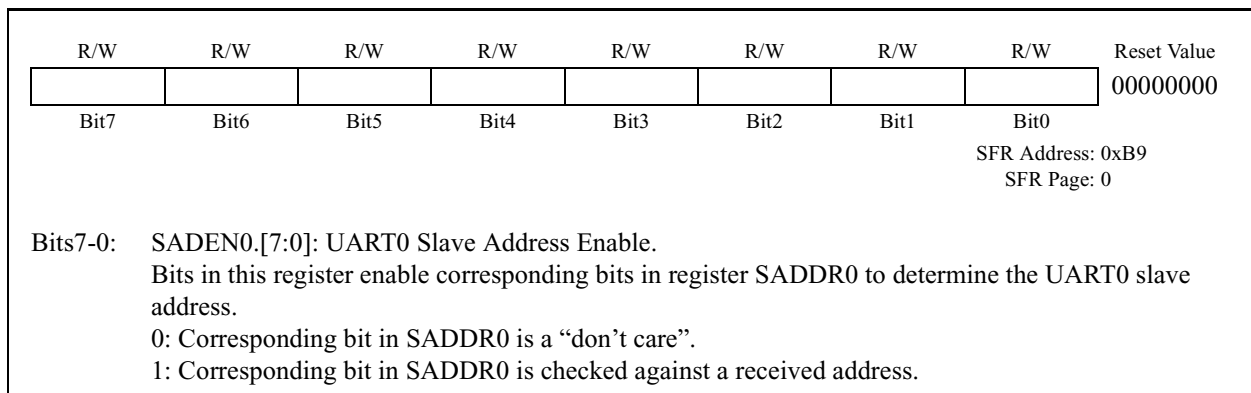 R/W R/W R/W R/W R/W R/W R/W R/W Reset Value
00000000
Bit7 Bit6 Bit5 Bit4 Bit3 Bit2 Bit1 Bit0
SFR Address: 0xB9
SFR Page: 0
Bits7-0: SADEN0.[7:0]: UART0 Slave Address Enable.
Bits in this register enable corresponding bits in register SADDR0 to determine the UART0 slave
address.
0: Corresponding bit in SADDR0 is a “don’t care”.
1: Corresponding bit in SADDR0 is checked against a received address.